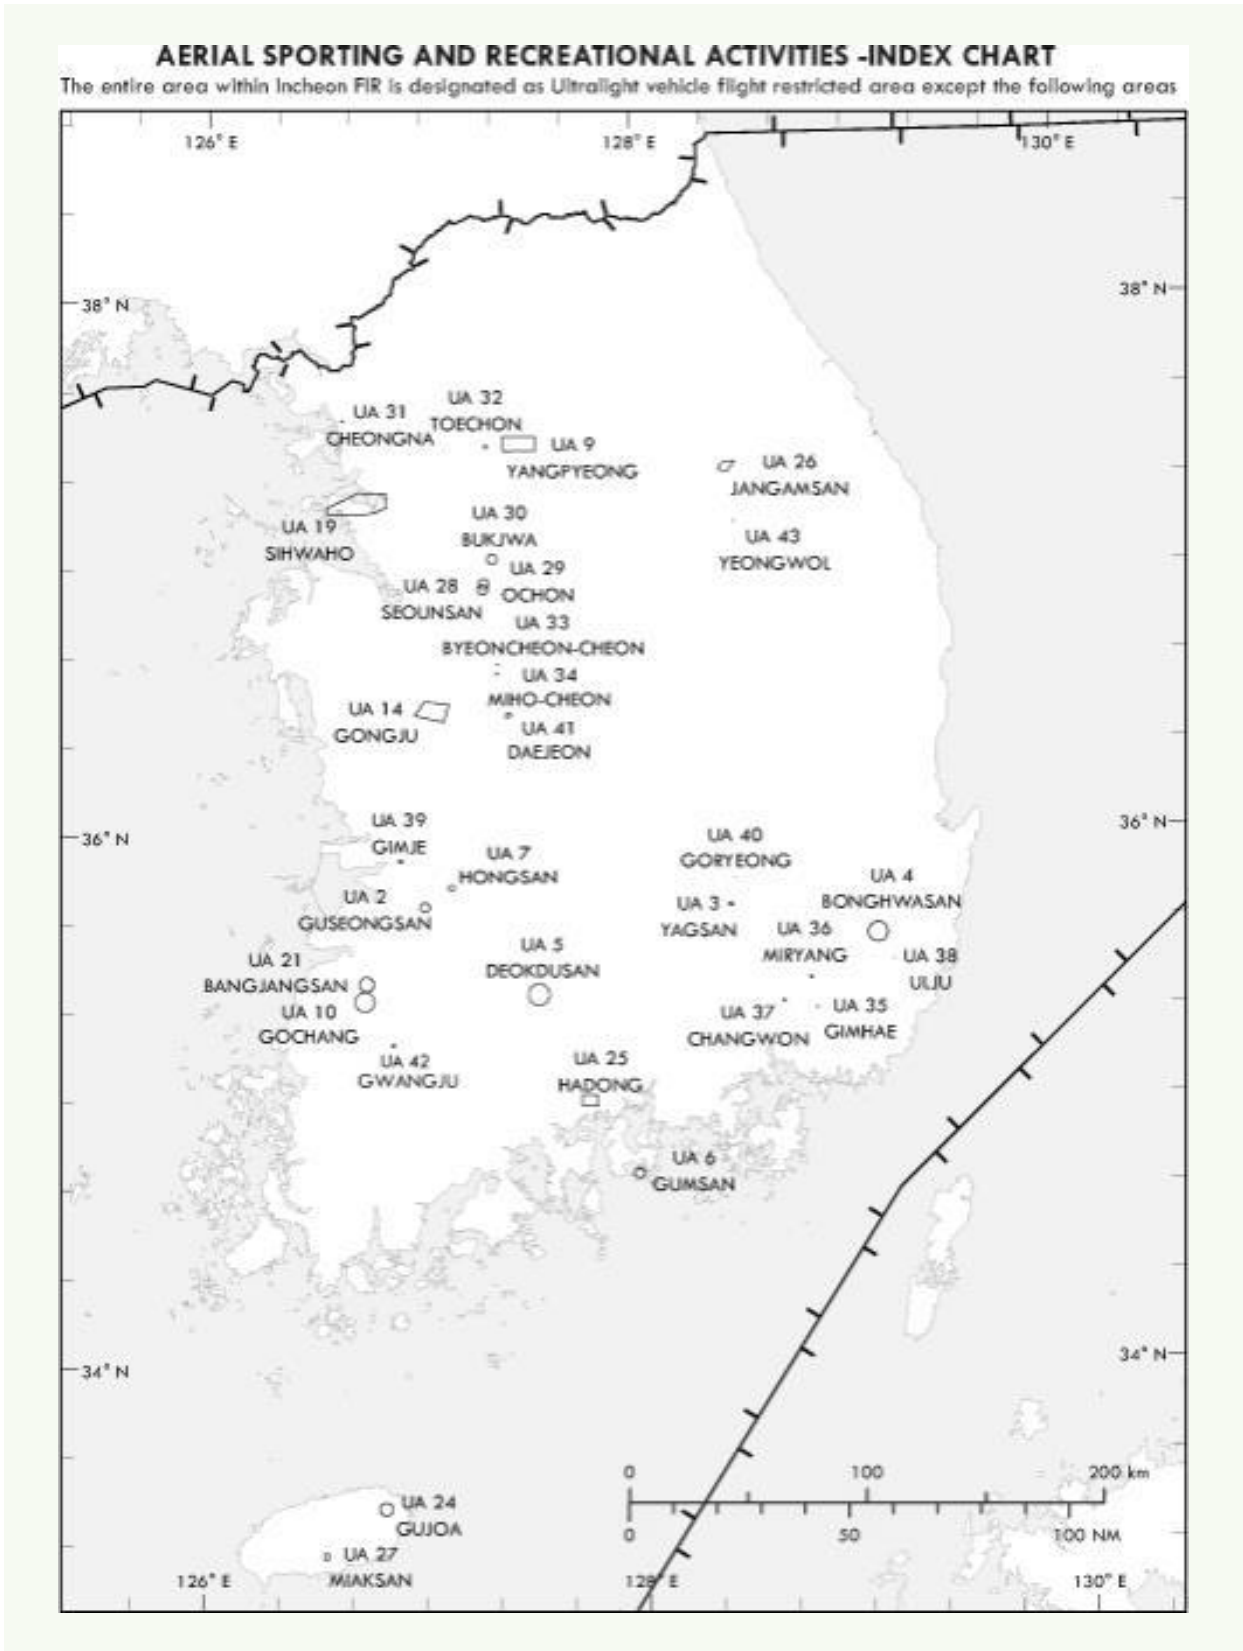 AERIAL SPORTING AND RECREATIONAL ACTIVITIES -INDEX CHART
The entire area within Incheon FIR is designated as Ultralight vehicle flight restricted area except the following areas
126° E
128° E
130° E
38° N
38° N
UA 31
CHEONGNA
UA 32
TOECHON
UA 9
YANGPYEONG
UA 26
JANGAMSAN
UA 19
SIHWAHO
UA 30
BUKJWA
UA 43
YEONGWOL
UA 29
OCHON
UA 28
SEOUNSAN
UA 33
BYEONCHEON-CHEON
UA 34
MIHO-CHEON
UA 14
GONGJU
UA 41
DAEJEON
36° N
36° N
UA 39
GIMJE
UA 7
HONGSAN
UA 40
GORYEONG
UA 4
BONGHWASAN
UA 2
GUSEONGSAN
UA 3
YAGSAN
UA 36
MIRYANG
UA 38
ULJU
UA 21
BANGJANGSAN
UA 5
DEOKDUSAN
UA 10
GOCHANG
UA 37
CHANGWON
UA 35
GIMHAE
UA 42
GWANGJU
UA 25
HADONG
UA 6
GUMSAN
34° N
34° N
0
100
200 km
0
50
100 NM
UA 24
GUJOA
UA 27
MIAKSAN
126° E
128° E
130° E